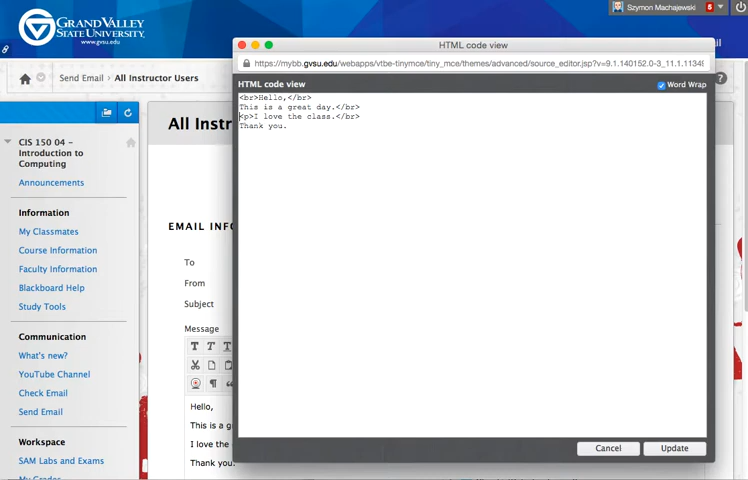 Szymon Machajewski
5
GRAND VALLEY
STATE UNIVERSITY
www.gvsu.edu
HTML code view
https://mybb.gvsu.edu/webapps/vtbe-tinymce/tiny_mce/themes/advanced/source_editor.jsp?v=9.1.140152.0-3_11.1.11349
HTML code view
Word Wrap
?
<br>Hello,</br>
This is a great day.</br>
<p>I love the class.</br>
Thank you.
Cancel
Update
Send Email
All Instructor Users
CIS 150 04 -
Introduction to
Computing
Announcements
Information
My Classmates
Course Information
Faculty Information
Blackboard Help
Study Tools
Communication
What's new?
YouTube Channel
Check Email
Send Email
Workspace
SAM Labs and Exams
My Grades
All Instr
EMAIL INFO
To
From
Subject
Message
T T T
Hello,
This is a g
I love the
Thank you.